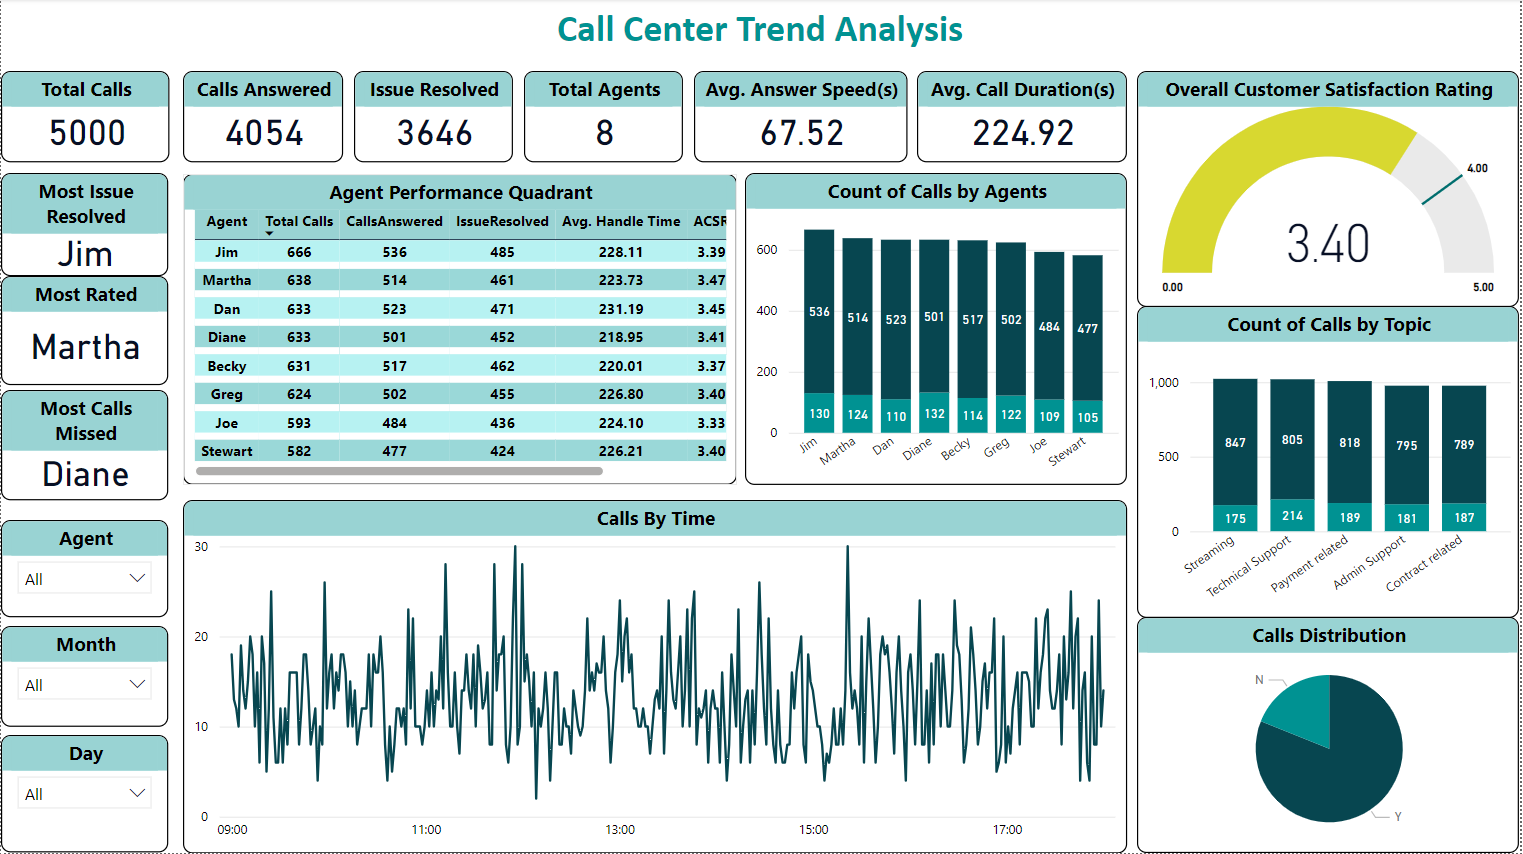 Call Center Trend Analysis
Total Calls
5000
Calls Answered
4054
Issue Resolved
3646
Total Agents
8
Avg. Answer Speed(s)
67.52
Avg. Call Duration(s)
224.92
Overall Customer Satisfaction Rating
4.00
3.40
0.00
5.00
Most Issue
Resolved
Jim
Most Rated
Martha
Most Calls
Missed
Diane
Agent
All
Month
All
Day
All
Agent Performance Quadrant
Agent Total Calls CallsAnswered IssueResolved Avg. Handle Time ACSR
Jim 666 536 485 228.11 3.39
Martha 638 514 461 223.73 3.47
Dan 633 523 471 231.19 3.45
Diane 633 501 452 218.95 3.41
Becky 631 517 462 220.01 3.37
Greg 624 502 455 226.80 3.40
Joe 593 484 436 224.10 3.33
Stewart 582 477 424 226.21 3.40
Count of Calls by Agents
600
400
200
0
536 514 523 501 517 502 484 477
130 124 110 132 114 122 109 105
Jim Martha Dan Diane Becky Greg Joe Stewart
Count of Calls by Topic
1,000
500
0
847 805 818 795 789
175 214 189 181 187
Streaming Technical Support Payment related Admin Support Contract related
Calls By Time
30
20
10
0
09:00 11:00 13:00 15:00 17:00
Calls Distribution
N
Y